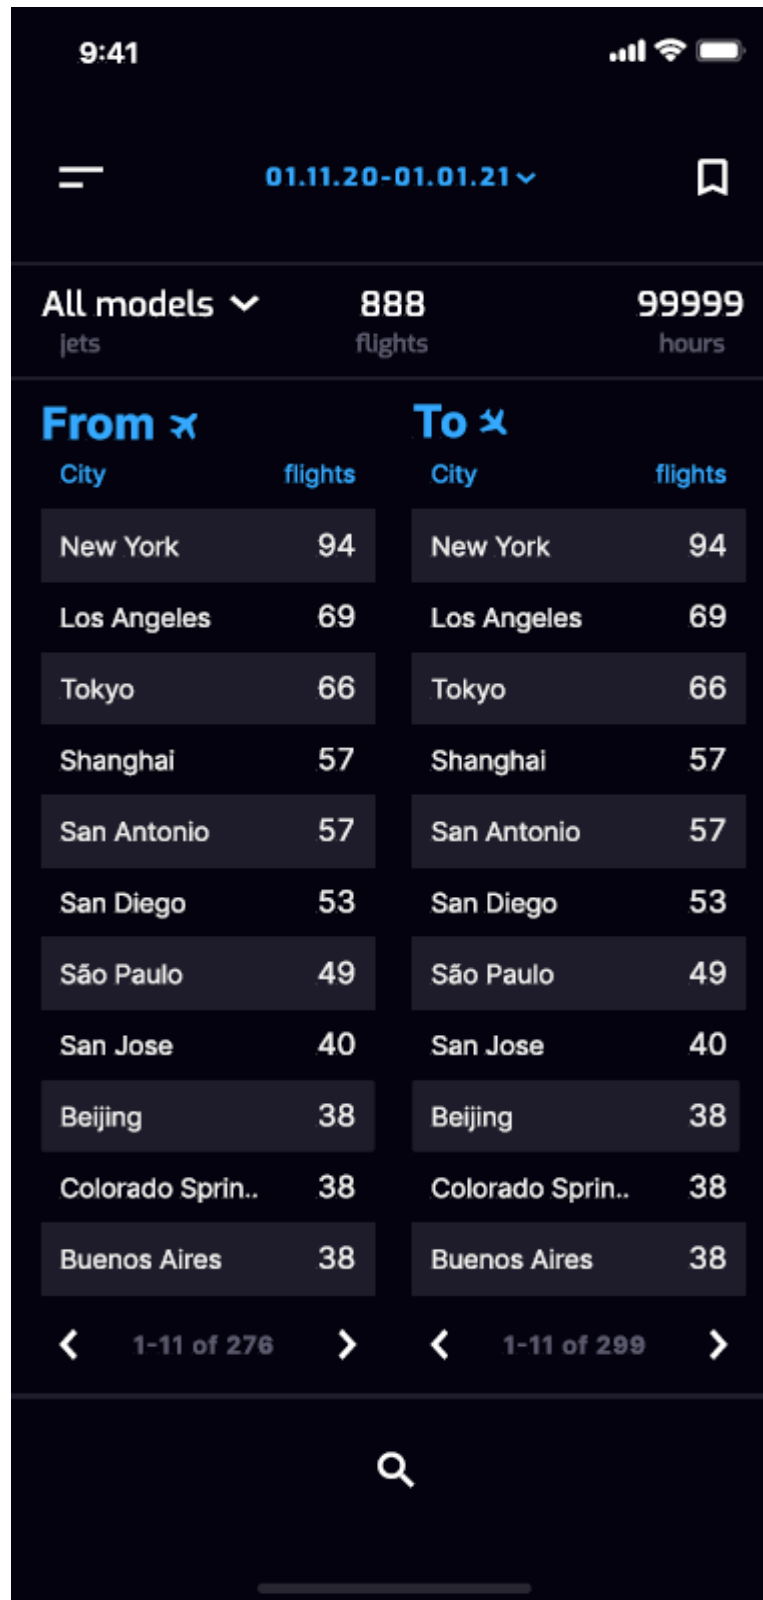 9:41
01.11.20-01.01.21
All models 888 99999
jets flights hours
From To
City flights City flights
New York 94 New York 94
Los Angeles 69 Los Angeles 69
Tokyo 66 Tokyo 66
Shanghai 57 Shanghai 57
San Antonio 57 San Antonio 57
San Diego 53 San Diego 53
São Paulo 49 São Paulo 49
San Jose 40 San Jose 40
Beijing 38 Beijing 38
Colorado Sprin.. 38 Colorado Sprin.. 38
Buenos Aires 38 Buenos Aires 38
1-11 of 276 1-11 of 299